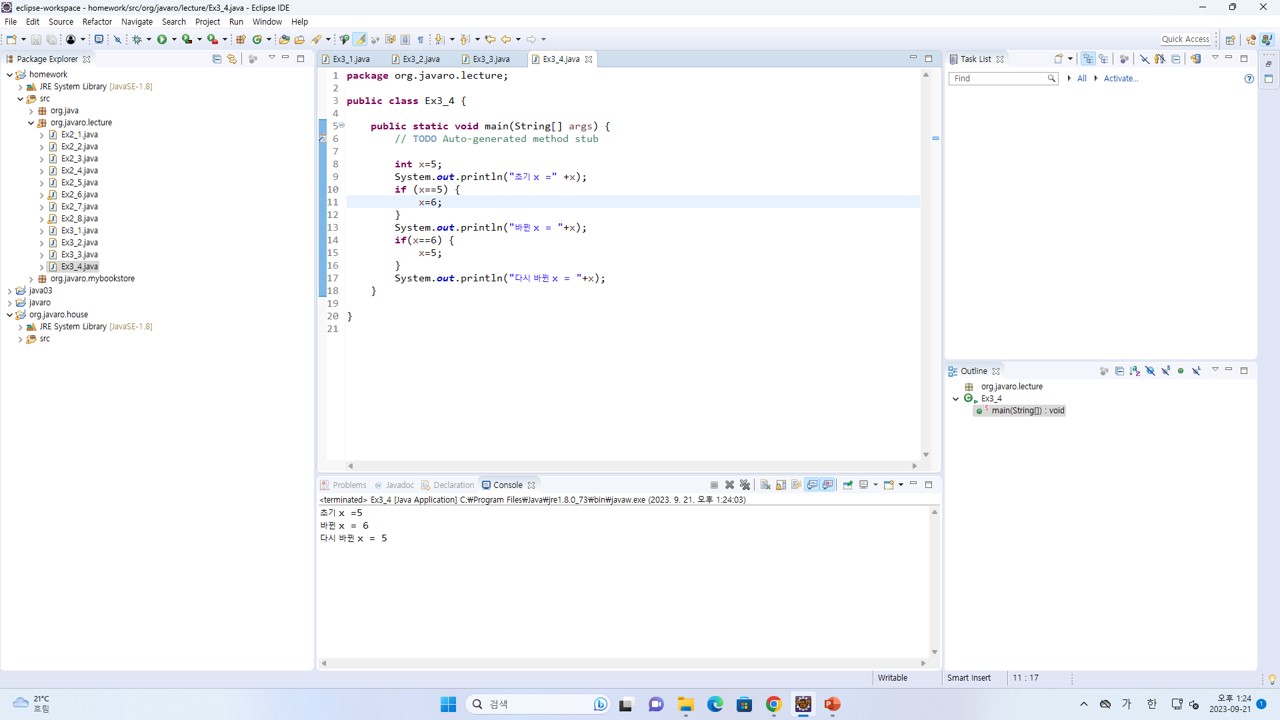 eclipse-workspace - homework/src/org/javaro/lecture/Ex3_4.java - Eclipse IDE
File Edit Source Refactor Navigate Search Project Run Window Help
Quick Access
Package Explorer
homework
JRE System Library [JavaSE-1.8]
src
org.java
org.javaro.lecture
Ex2_1.java
Ex2_2.java
Ex2_3.java
Ex2_4.java
Ex2_5.java
Ex2_6.java
Ex2_7.java
Ex2_8.java
Ex3_1.java
Ex3_2.java
Ex3_3.java
Ex3_4.java
org.javaro.mybookstore
java03
javaro
org.javaro.house
JRE System Library [JavaSE-1.8]
src
Ex3_1.java Ex3_2.java Ex3_3.java Ex3_4.java
1 package org.javaro.lecture;
2
3 public class Ex3_4 {
4
5 public static void main(String[] args) {
6 // TODO Auto-generated method stub
7
8 int x=5;
9 System.out.println("초기 x =" +x);
10 if (x==5) {
11 x=6;
12 }
13 System.out.println("바뀐 x = "+x);
14 if(x==6) {
15 x=5;
16 }
17 System.out.println("다시 바뀐 x = "+x);
18 }
19
20 }
21
Problems Javadoc Declaration Console
<terminated> Ex3_4 [Java Application] C:₩Program Files₩Java₩jre1.8.0_73₩bin₩javaw.exe (2023. 9. 21. 오후 1:24:03)
초기 x =5
바뀐 x = 6
다시 바뀐 x = 5
Task List
Find All Activate...
Outline
org.javaro.lecture
Ex3_4
main(String[]) : void
Writable Smart Insert 11 : 17
21°C
흐림
검색
가 한
오후 1:24
2023-09-21